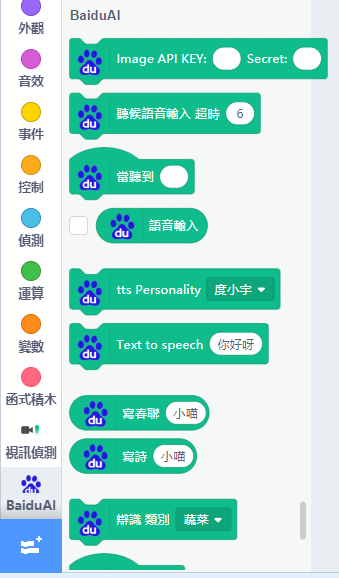 外觀
音效
事件
控制
偵測
運算
變數
函式積木
視訊偵測
BaiduAI
BaiduAI
du Image API KEY: Secret:
du 聽候語音輸入 超時 6
du 當聽到
du 語音輸入
du tts Personality 度小宇
du Text to speech 你好呀
du 寫春聯 小喵
du 寫詩 小喵
du 辩識 類別 蔬菜